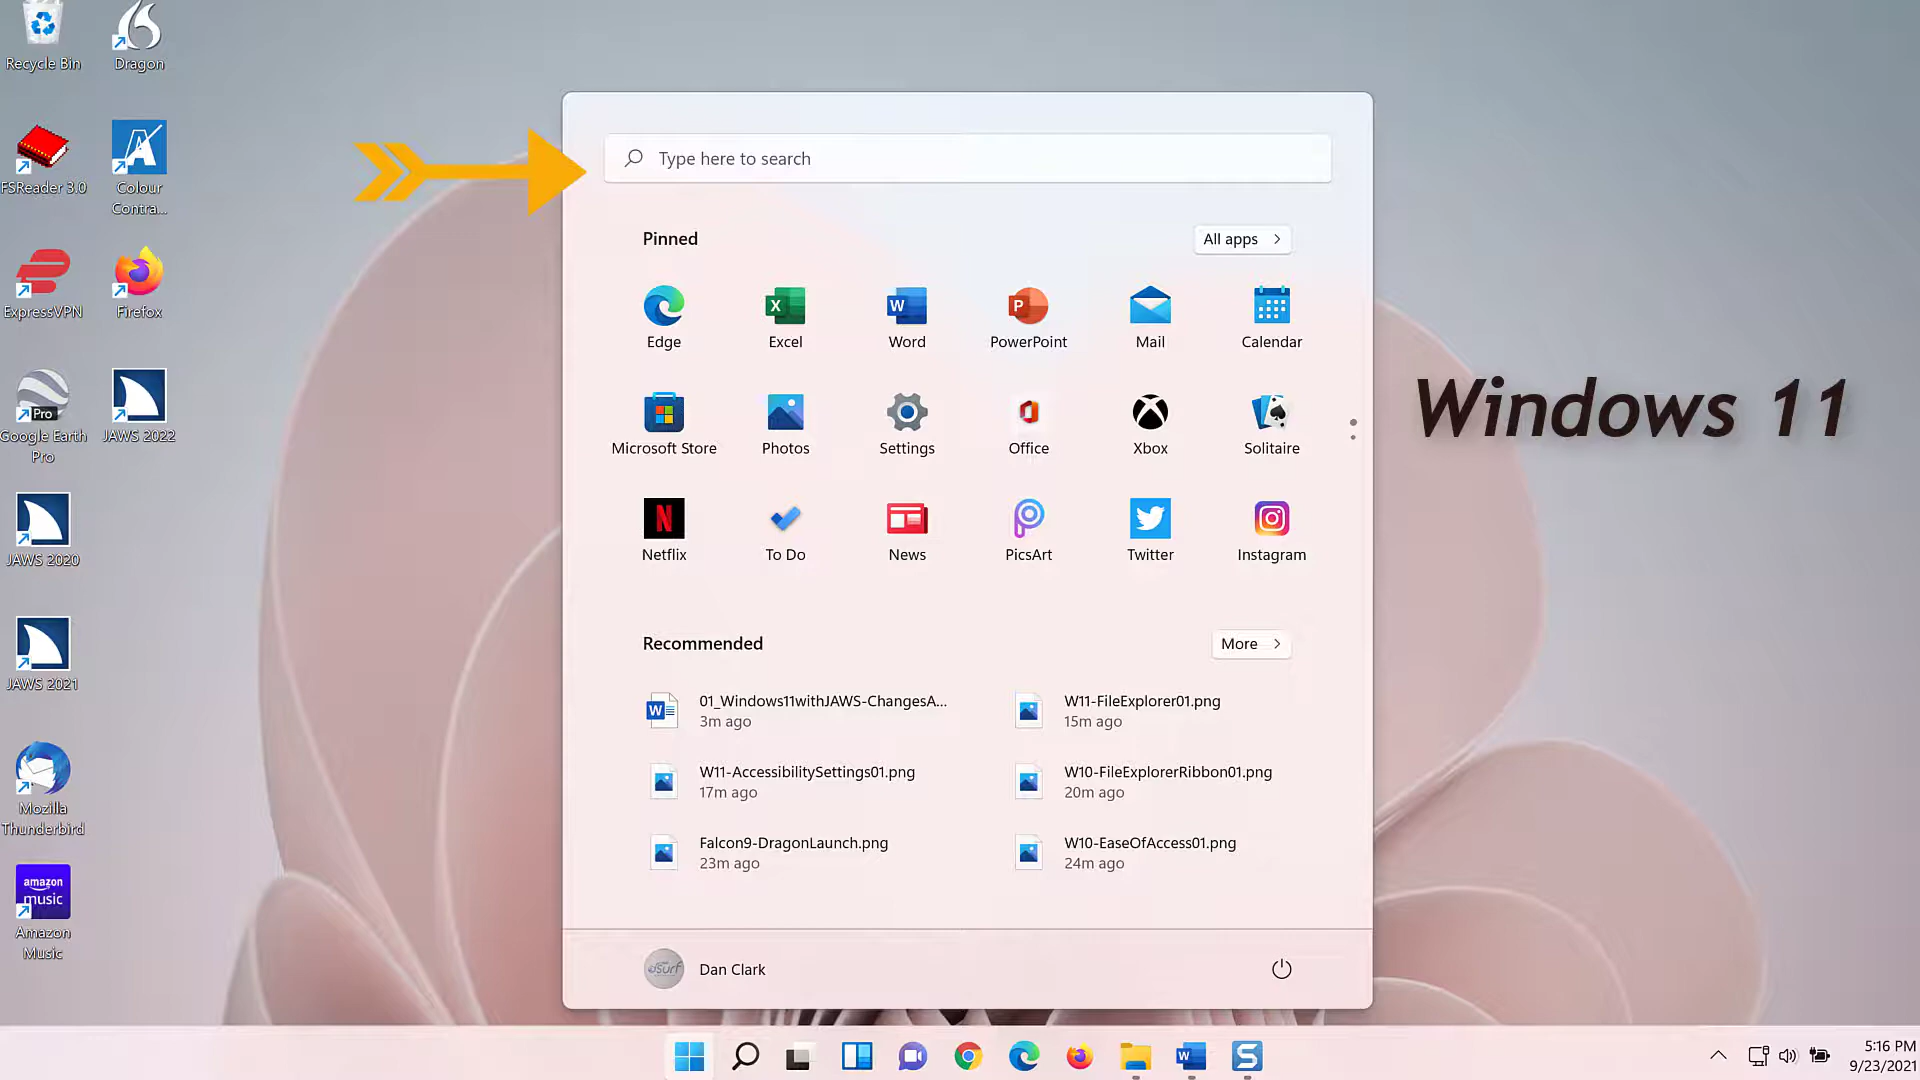 Recycle Bin
Dragon
FSReader 3.0
Colour
Contra...
ExpressVPN
Firefox
Pro
Google Earth
Pro
JAWS 2022
JAWS 2020
JAWS 2021
Mozilla
Thunderbird
amazon
music
Amazon
Music
Type here to search
Pinned
All apps
Edge
Excel
Word
PowerPoint
Mail
Calendar
Microsoft Store
Photos
Settings
Office
Xbox
Solitaire
Netflix
To Do
News
PicsArt
Twitter
Instagram
Recommended
More
01_Windows11withJAWS-ChangesA...
3m ago
W11-FileExplorer01.png
15m ago
W11-AccessibilitySettings01.png
17m ago
W10-FileExplorerRibbon01.png
20m ago
Falcon9-DragonLaunch.png
23m ago
W10-EaseOfAccess01.png
24m ago
Dan Clark
Windows 11
5:16 PM
9/23/2021